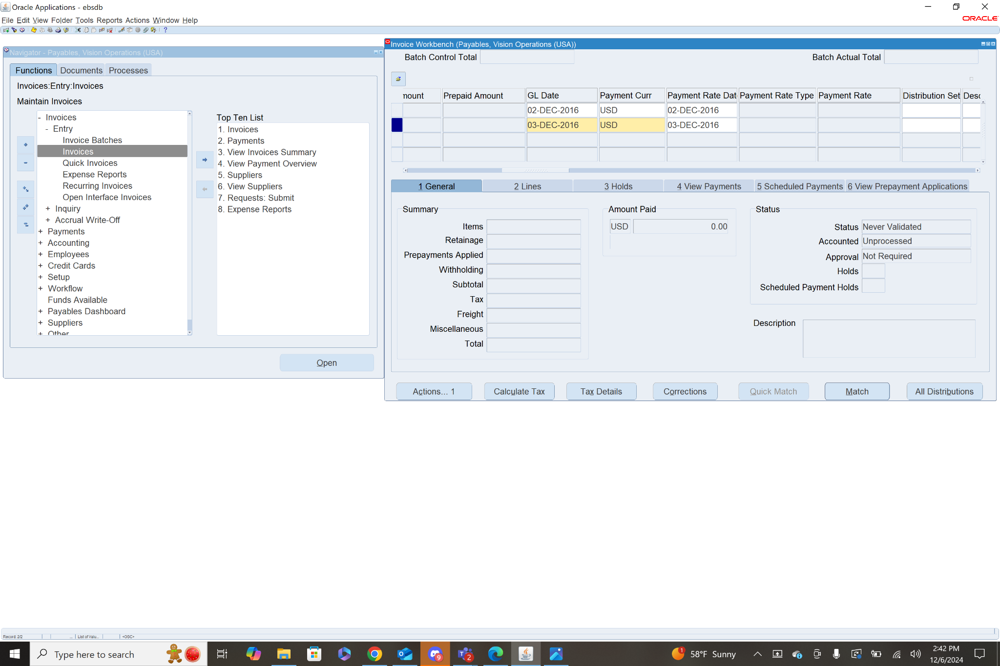 Oracle Applications - ebsdb
File Edit View Folder Tools Reports Actions Window Help
ORACLE
Navigator - Payables, Vision Operations (USA)
Functions Documents Processes
Invoices:Entry:Invoices
Maintain Invoices
- Invoices
- Entry
Invoice Batches
Invoices
Quick Invoices
Expense Reports
Recurring Invoices
Open Interface Invoices
+ Inquiry
+ Accrual Write-Off
+ Payments
+ Accounting
+ Employees
+ Credit Cards
+ Setup
+ Workflow
Funds Available
+ Payables Dashboard
+ Suppliers
+ Other
Top Ten List
1. Invoices
2. Payments
3. View Invoices Summary
4. View Payment Overview
5. Suppliers
6. View Suppliers
7. Requests: Submit
8. Expense Reports
Open
Invoice Workbench (Payables, Vision Operations (USA))
Batch Control Total
Batch Actual Total
mount Prepaid Amount GL Date Payment Curr Payment Rate Dat Payment Rate Type Payment Rate Distribution Set Desc
02-DEC-2016 USD 02-DEC-2016
03-DEC-2016 USD 03-DEC-2016
1 General 2 Lines 3 Holds 4 View Payments 5 Scheduled Payments 6 View Prepayment Applications
Summary
Items
Retainage
Prepayments Applied
Withholding
Subtotal
Tax
Freight
Miscellaneous
Total
Amount Paid
USD 0.00
Status
Status Never Validated
Accounted Unprocessed
Approval Not Required
Holds
Scheduled Payment Holds
Description
Actions... 1 Calculate Tax Tax Details Corrections Quick Match Match All Distributions
Record: 2/2 ... List of Valu... <OSC>
Type here to search
9
2
1
58°F Sunny
2:42 PM
12/6/2024